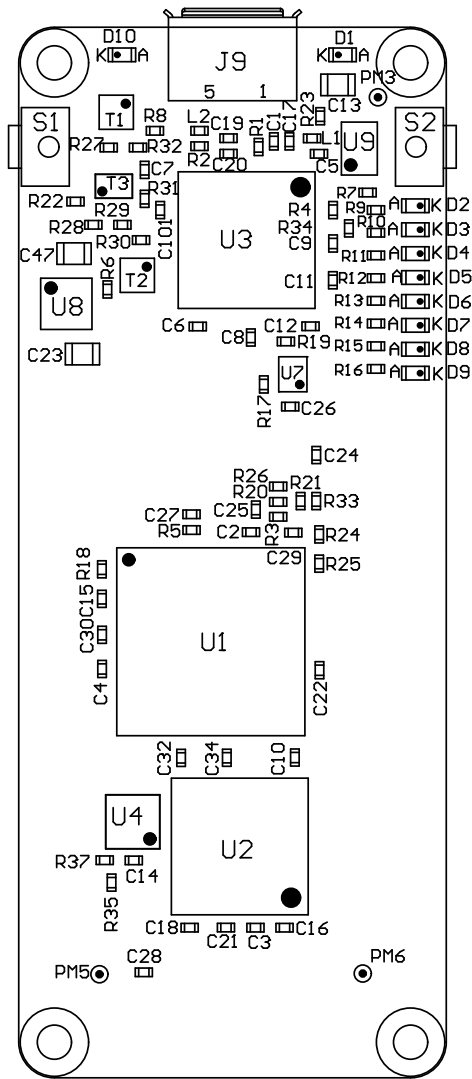 D10 D1
K A K A
J9
PM3
5 1
R23 C13
S1 T1 R8 L2 C19 R1 C1 C17 L1 U9 S2
R27 R32 R2 C20 C5
C7
T3 R31 R7
R22 R29 C101 R4 R9 A K D2
R28 R34 R10 A K D3
R30 U3 C9
C47 R6 T2 R11 A K D4
C11 R12 A K D5
U8 R13 A K D6
C6 C12 R14 A K D7
C8 R19
C23 R15 A K D8
U7 R16 A K D9
R17 C26
C24
R26 R21
R20 R33
C27 C25
R5 C2 R3 R24
C29
R18 R25
C15
C30 U1
C4 C22
C32 C34 C10
U4
U2
R37 C14
R35
C18 C21 C3 C16
PM5 C28 PM6